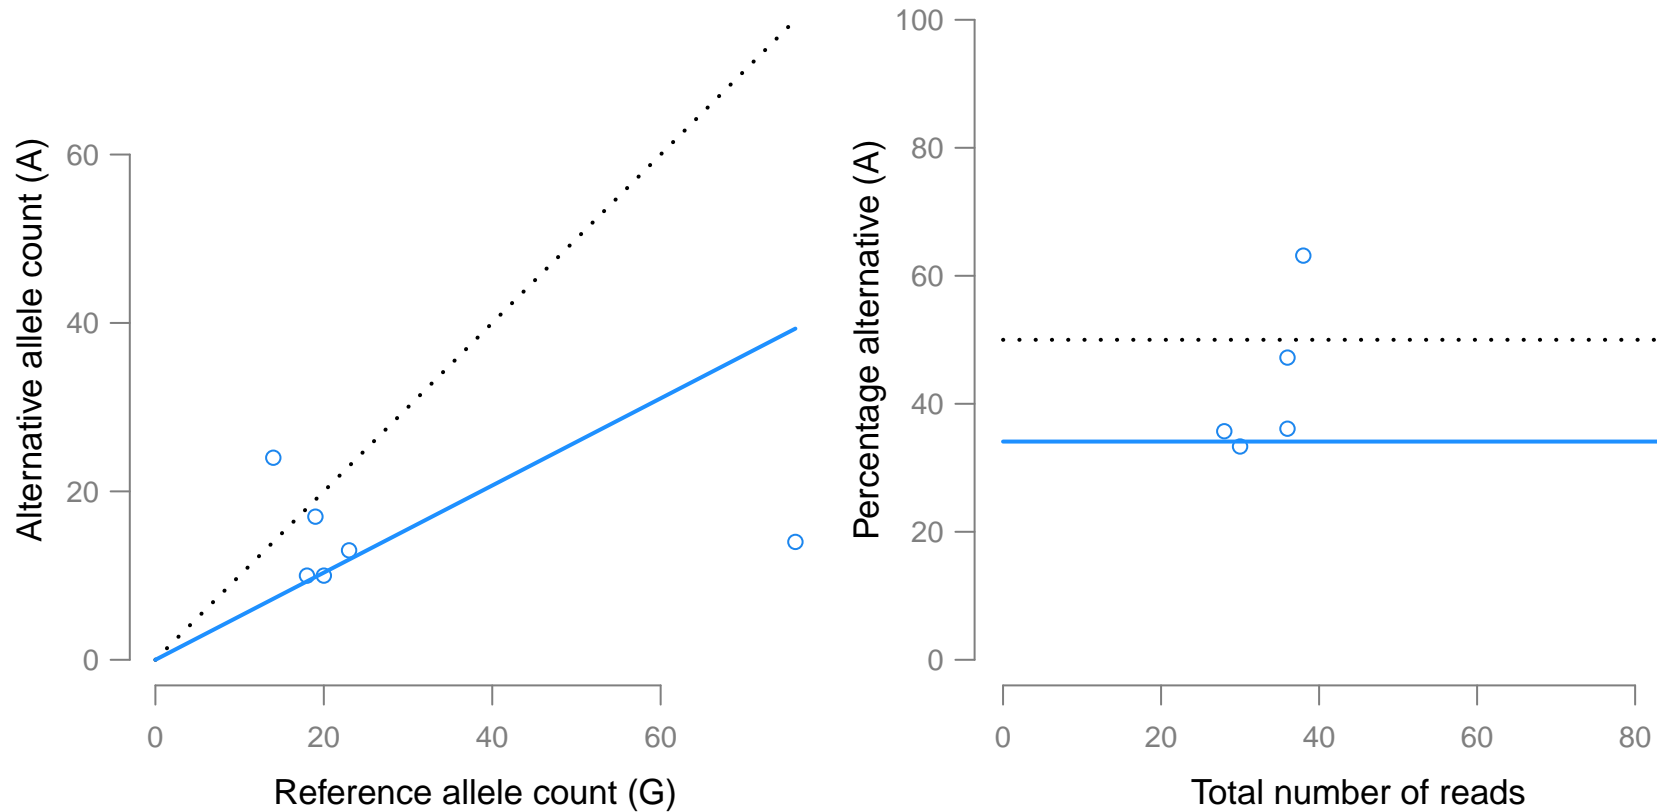 Alternative allele count (A)
60
40
20
0
0 20 40 60
Reference allele count (G)
Percentage alternative (A)
100
80
60
40
20
0
0 20 40 60 80
Total number of reads